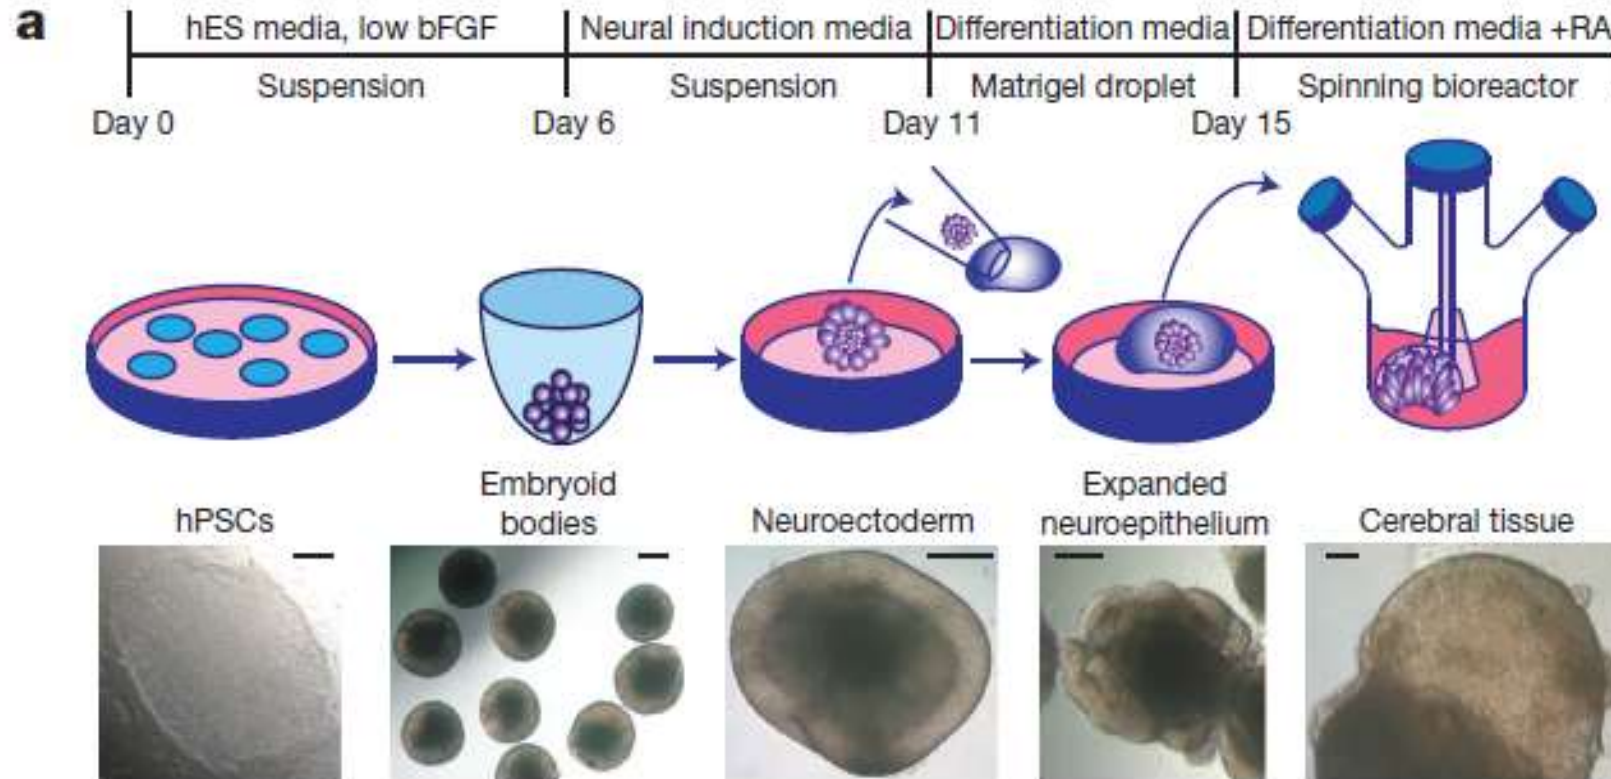 a
hES media, low bFGF
Neural induction media
Differentiation media
Differentiation media +RA
Suspension
Suspension
Matrigel droplet
Spinning bioreactor
Day 0
Day 6
Day 11
Day 15
Embryoid
bodies
Expanded
neuroepithelium
hPSCs
Neuroectoderm
Cerebral tissue